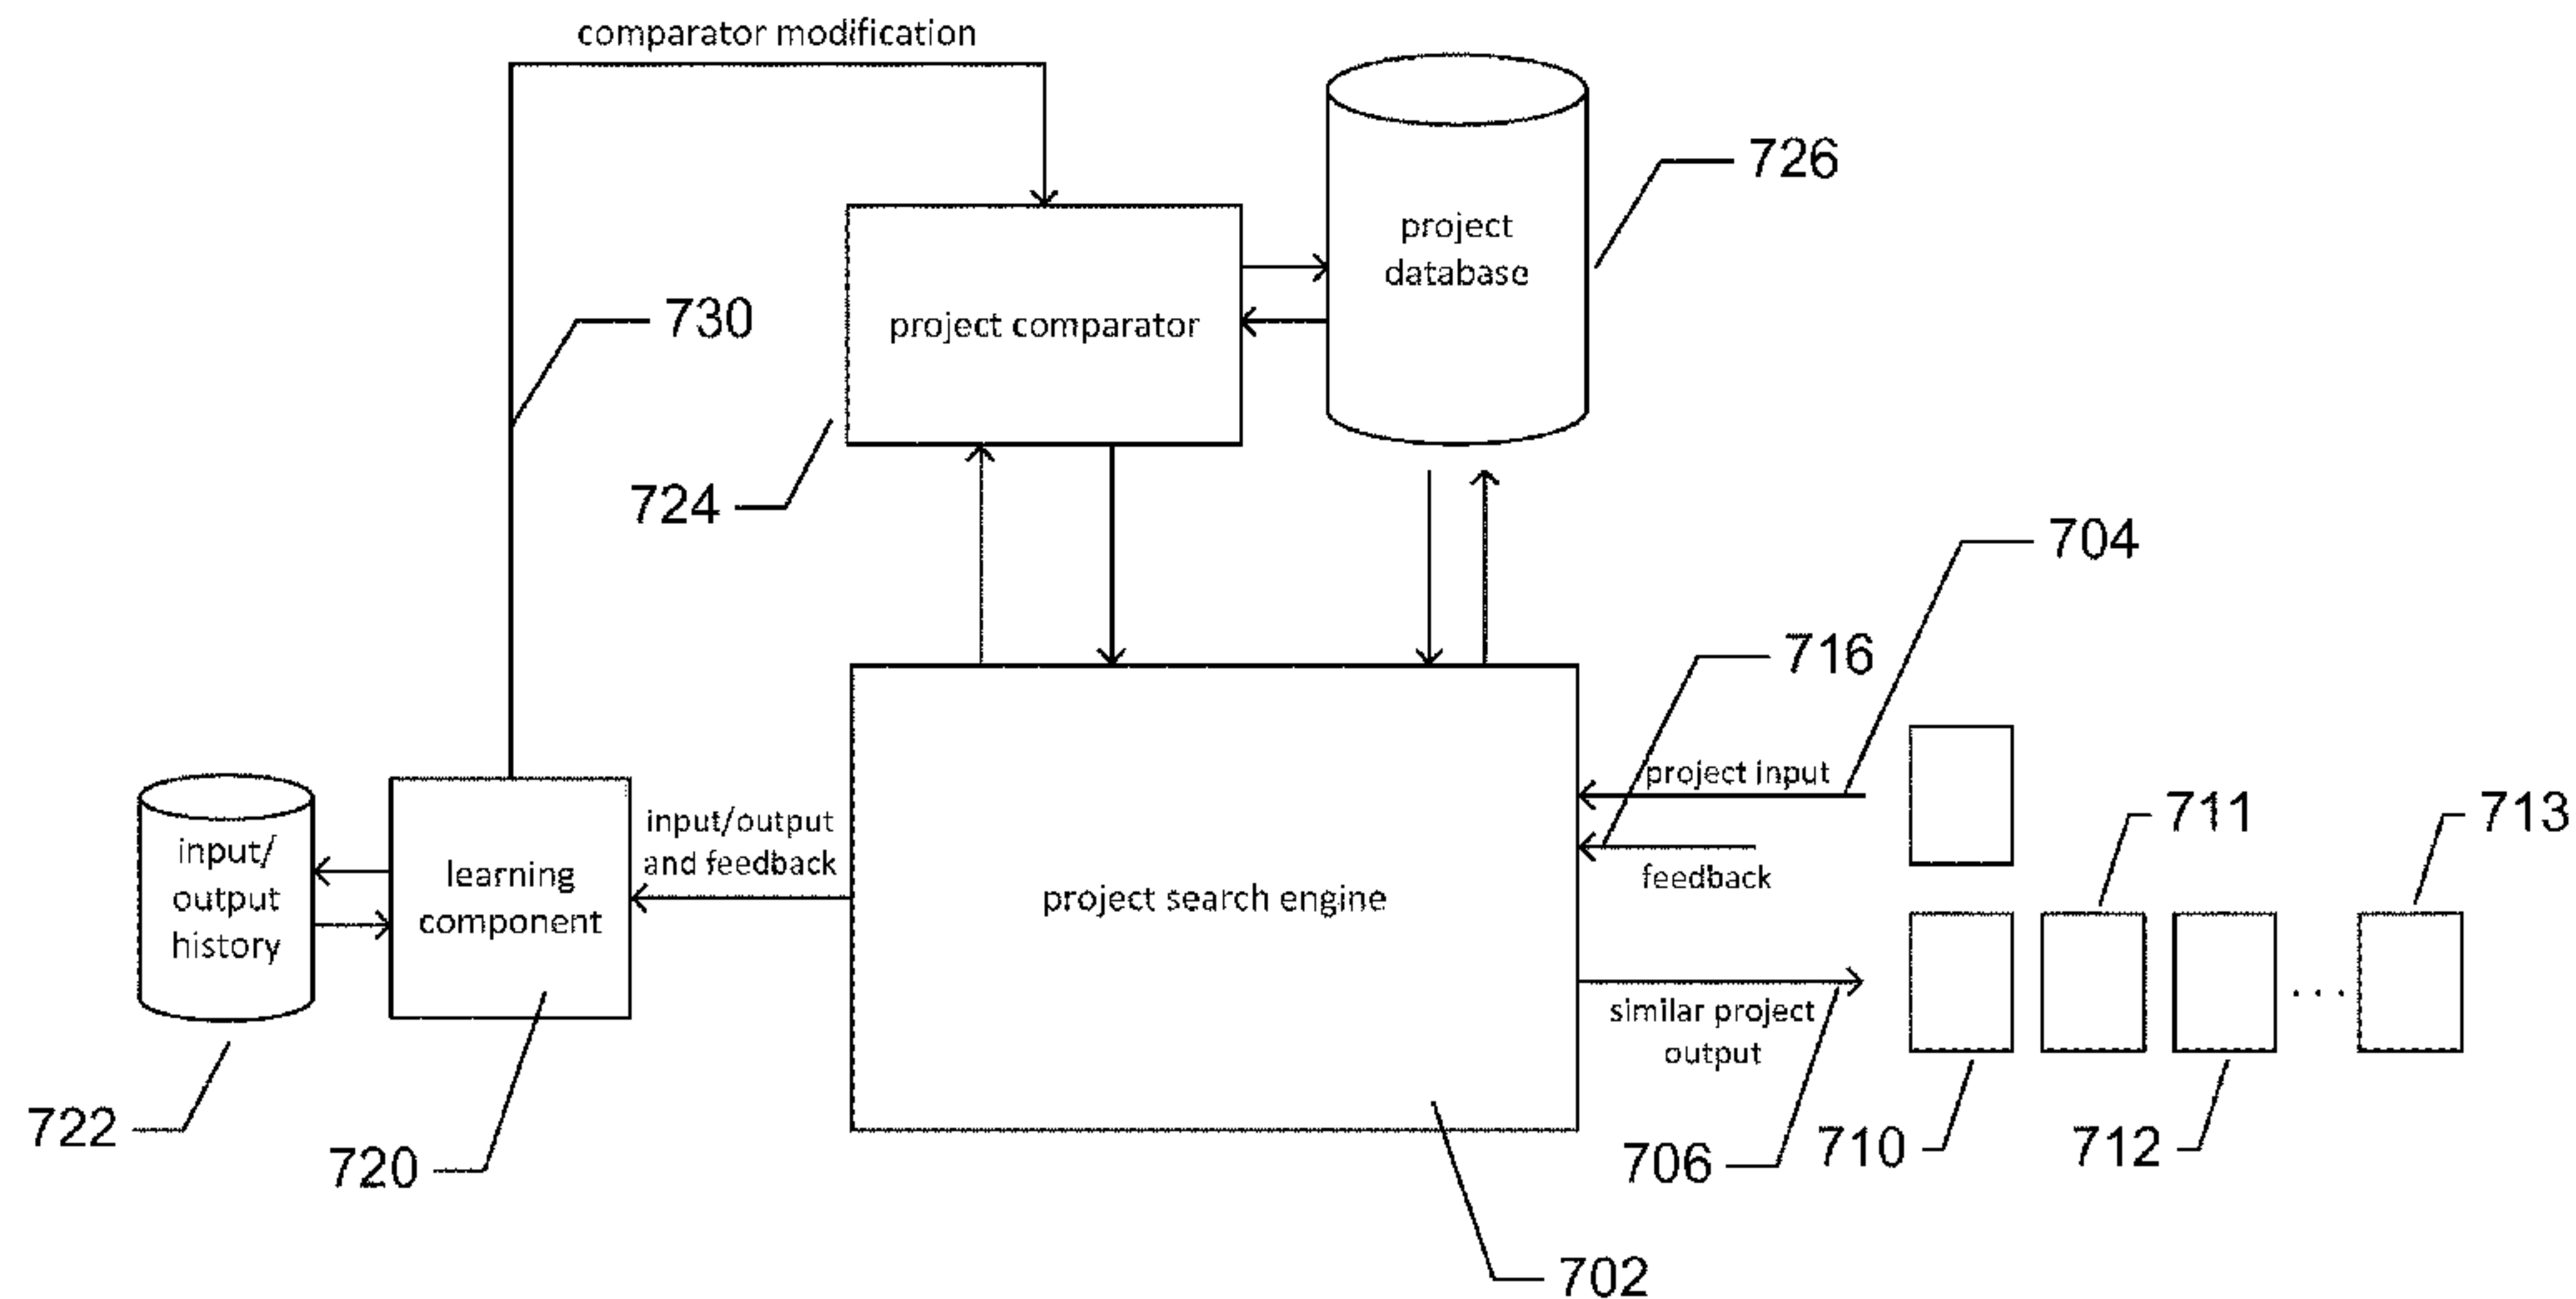 comparator modification
726
project
database
730
project comparator
724
704
716
project input
711
713
input/output
and feedback
input/
output
history
learning
component
feedback
project search engine
similar project
output
722
720
706
710
712
702